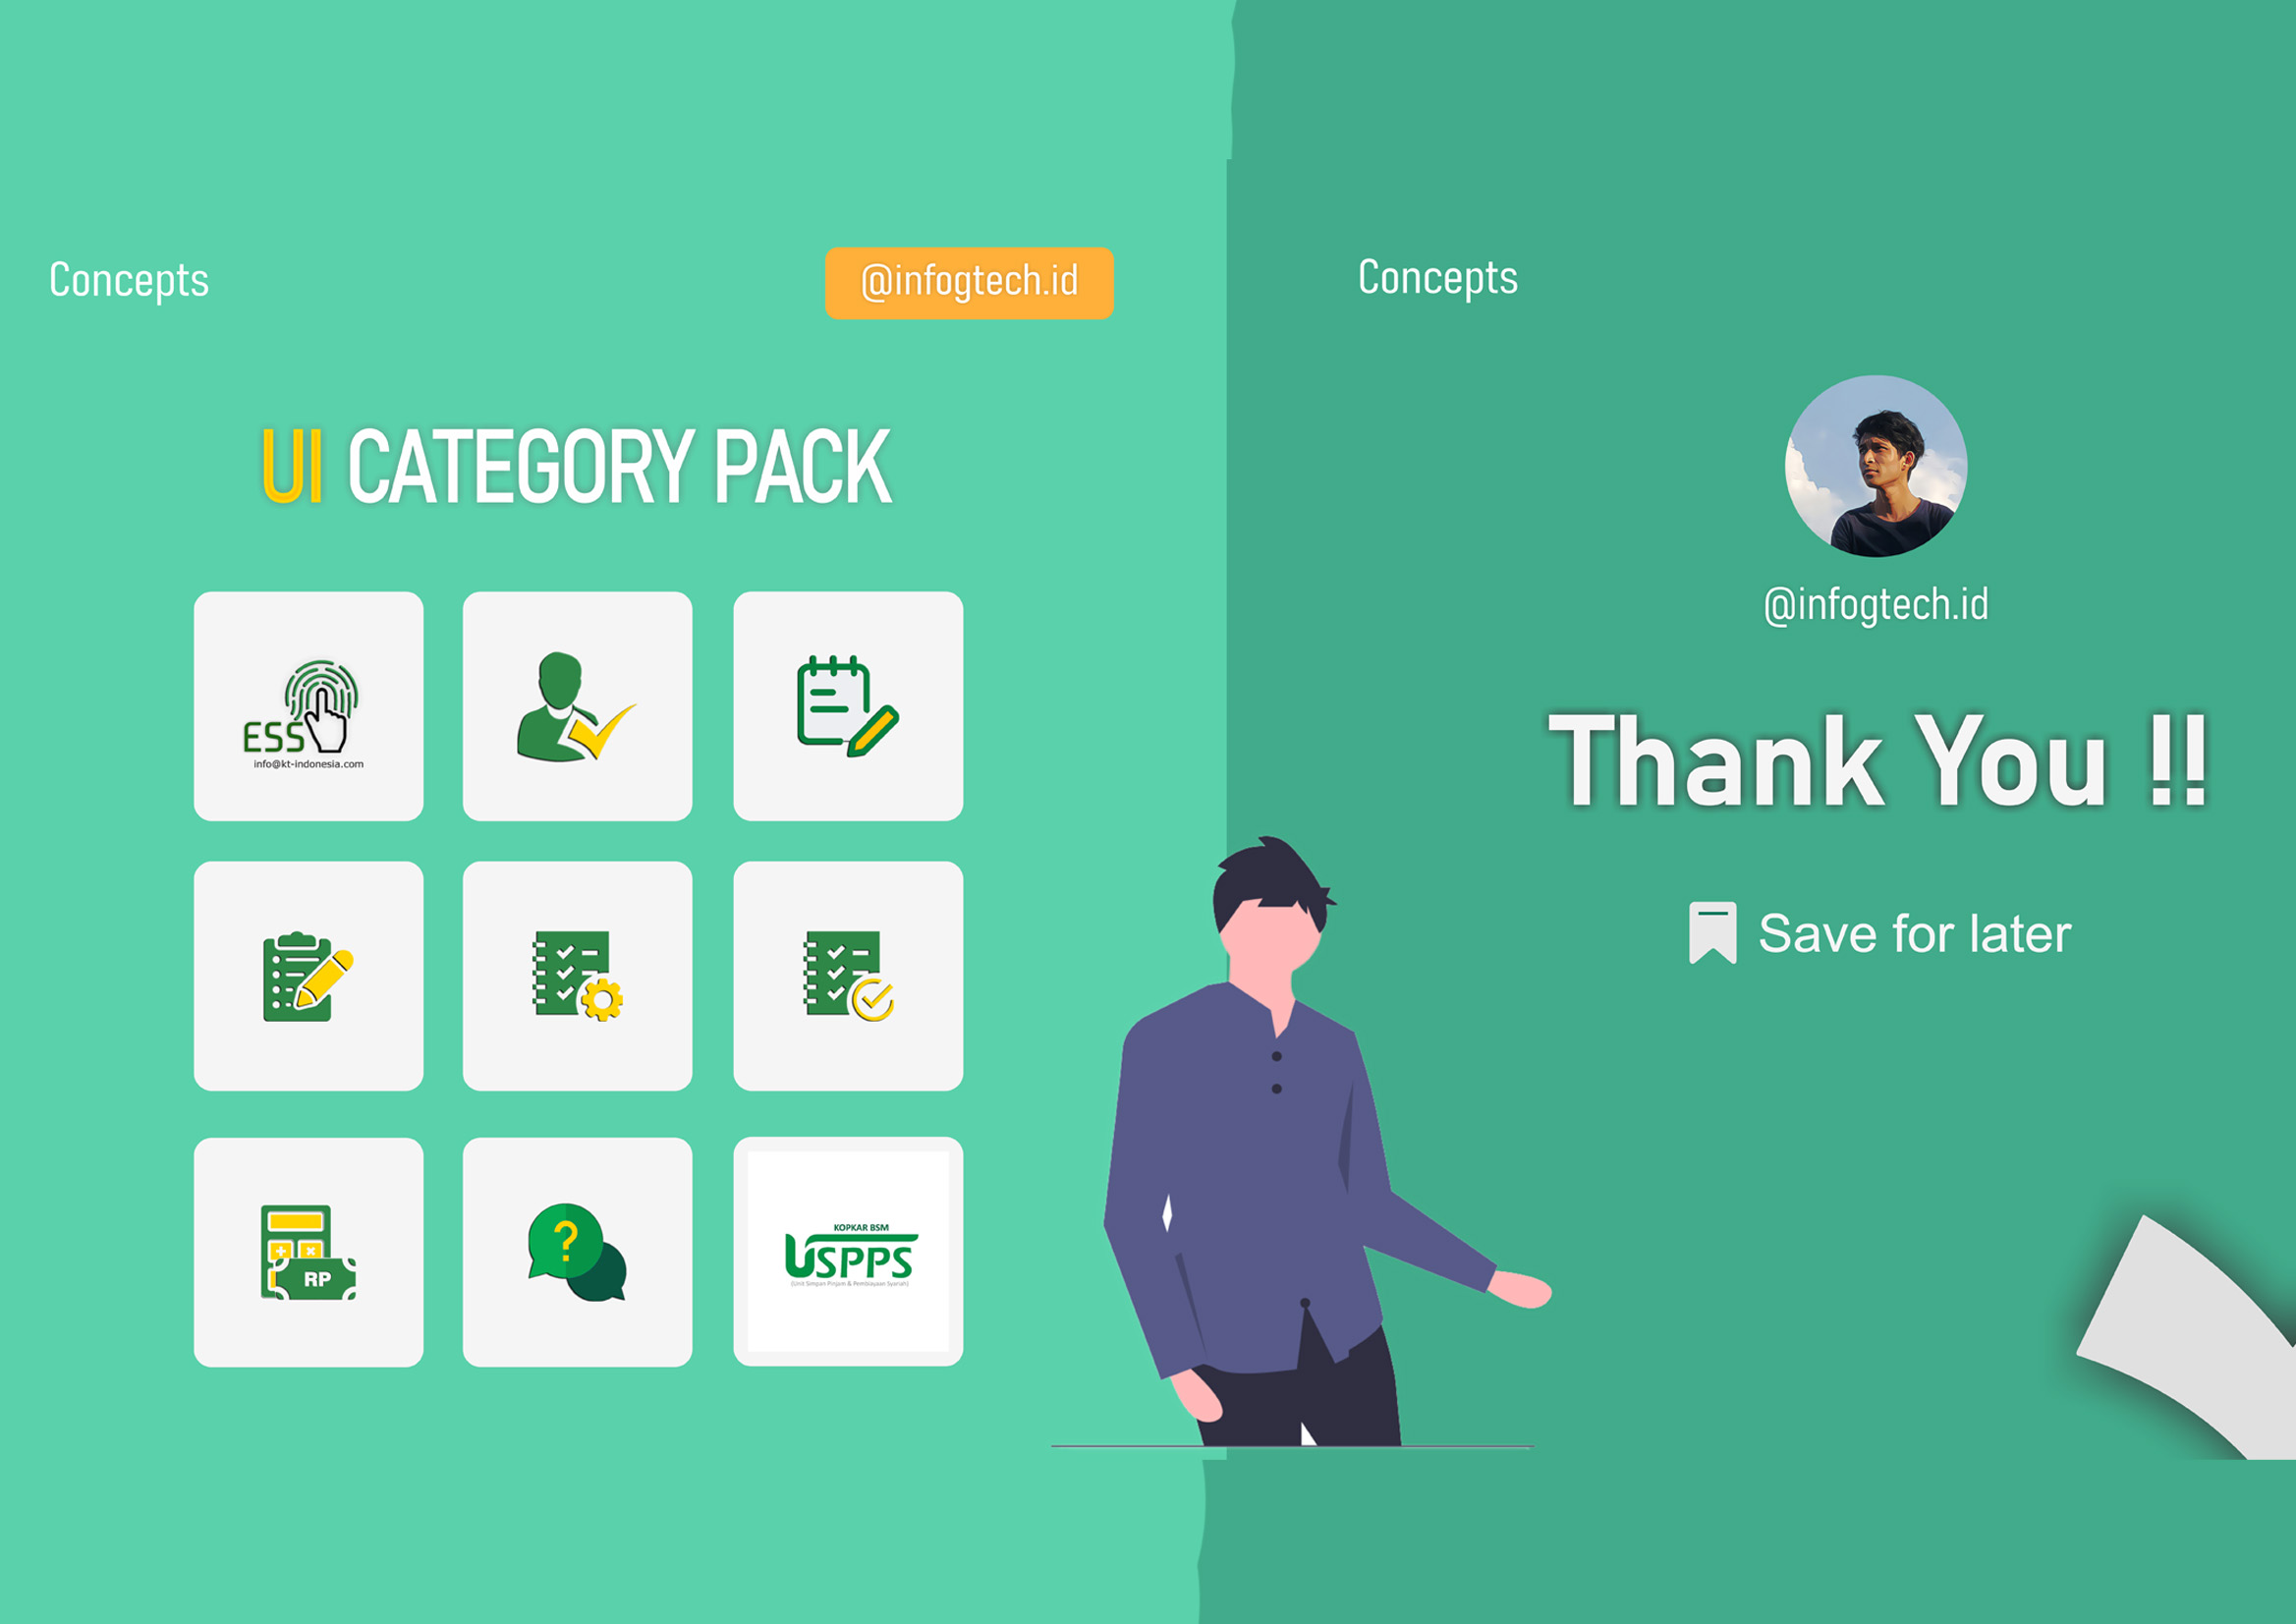 Concepts
@infogtech.id
UI CATEGORY PACK
ESS
info@kt-indonesia.com
RP
?
KOPKAR BSM
USPPS
(Unit Simpan Pinjam & Pembiayaan Syariah)
Concepts
@infogtech.id
Thank You !!
Save for later